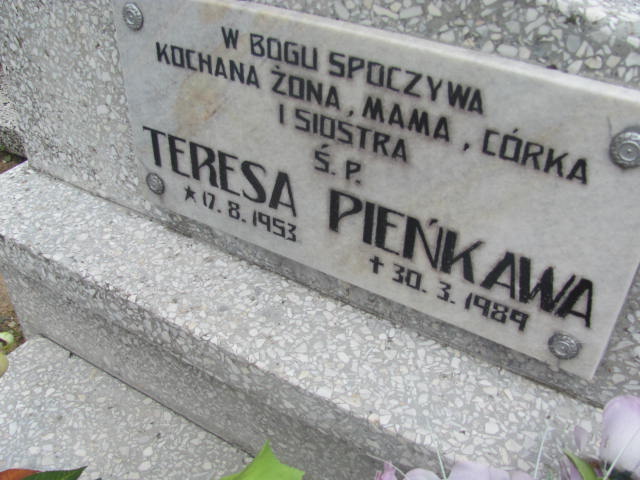 W BOGU SPOCZYWA
KOCHANA ŻONA, MAMA, CÓRKA
I SIOSTRA
Ś. P.
TERESA PIEŃKAWA
★ 17. 8. 1953 ✝ 30. 3. 1989